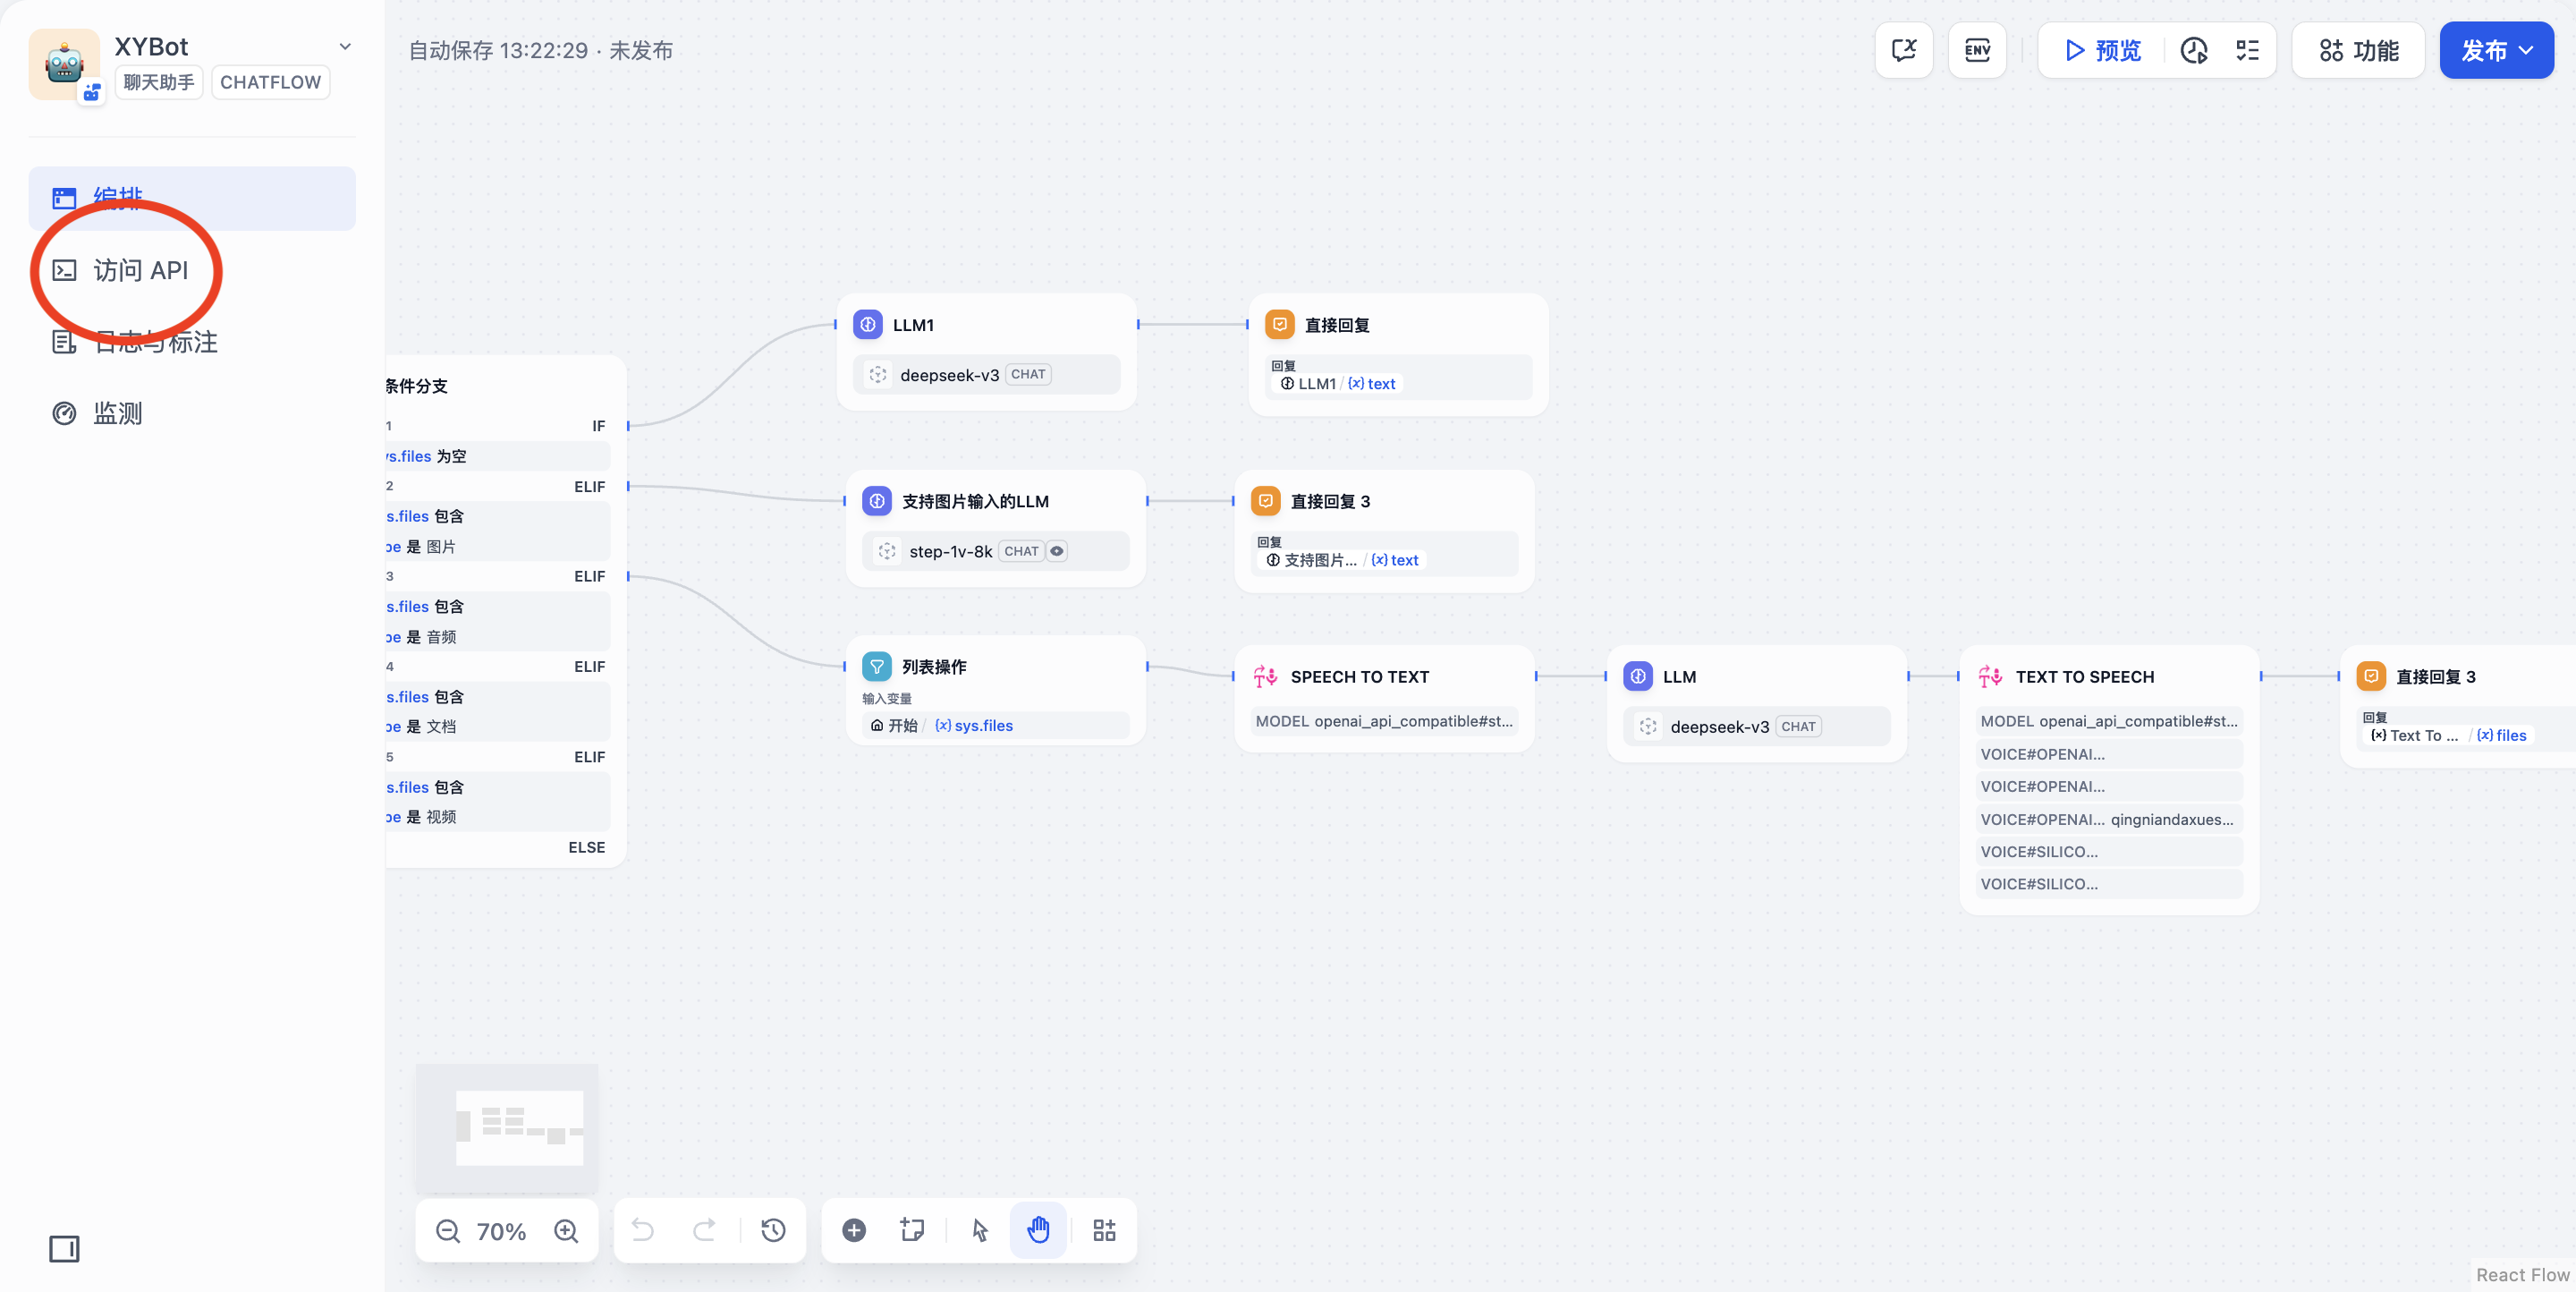 XYBot
聊天助手 CHATFLOW
编排
访问 API
日志与标注
监测
自动保存 13:22:29 · 未发布
ENV
预览
功能
发布
条件分支
1 IF
ys.files 为空
2 ELIF
s.files 包含
pe 是 图片
3 ELIF
s.files 包含
pe 是 音频
4 ELIF
s.files 包含
pe 是 文档
5 ELIF
s.files 包含
pe 是 视频
ELSE
LLM1
deepseek-v3 CHAT
直接回复
回复
LLM1 / {x} text
支持图片输入的LLM
step-1v-8k CHAT
直接回复 3
回复
支持图片... / {x} text
列表操作
输入变量
开始 / {x} sys.files
SPEECH TO TEXT
MODEL openai_api_compatible#st...
LLM
deepseek-v3 CHAT
TEXT TO SPEECH
MODEL openai_api_compatible#st...
VOICE#OPENAI...
VOICE#OPENAI...
VOICE#OPENAI... qingniandaxues...
VOICE#SILICO...
VOICE#SILICO...
直接回复 3
回复
{x} Text To ... / {x} files
70%
React Flow